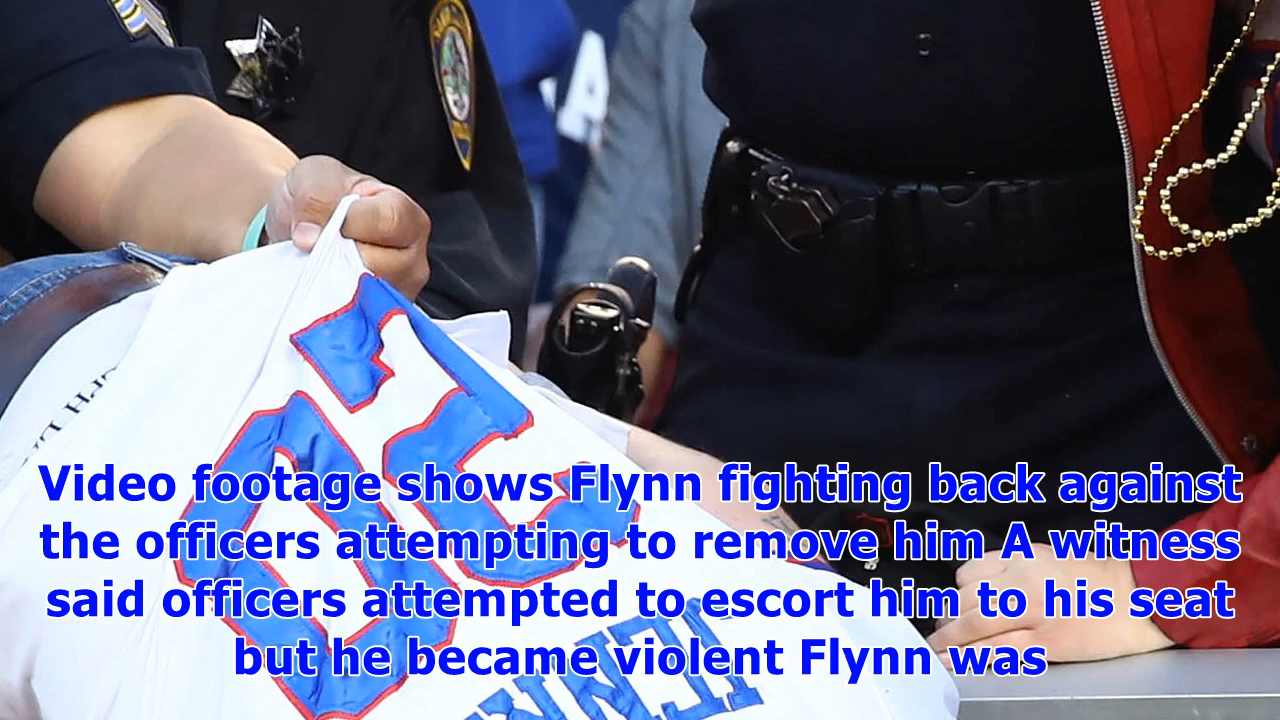 A
Video footage shows Flynn fighting back against
the officers attempting to remove him A witness
said officers attempted to escort him to his seat
but he became violent Flynn was